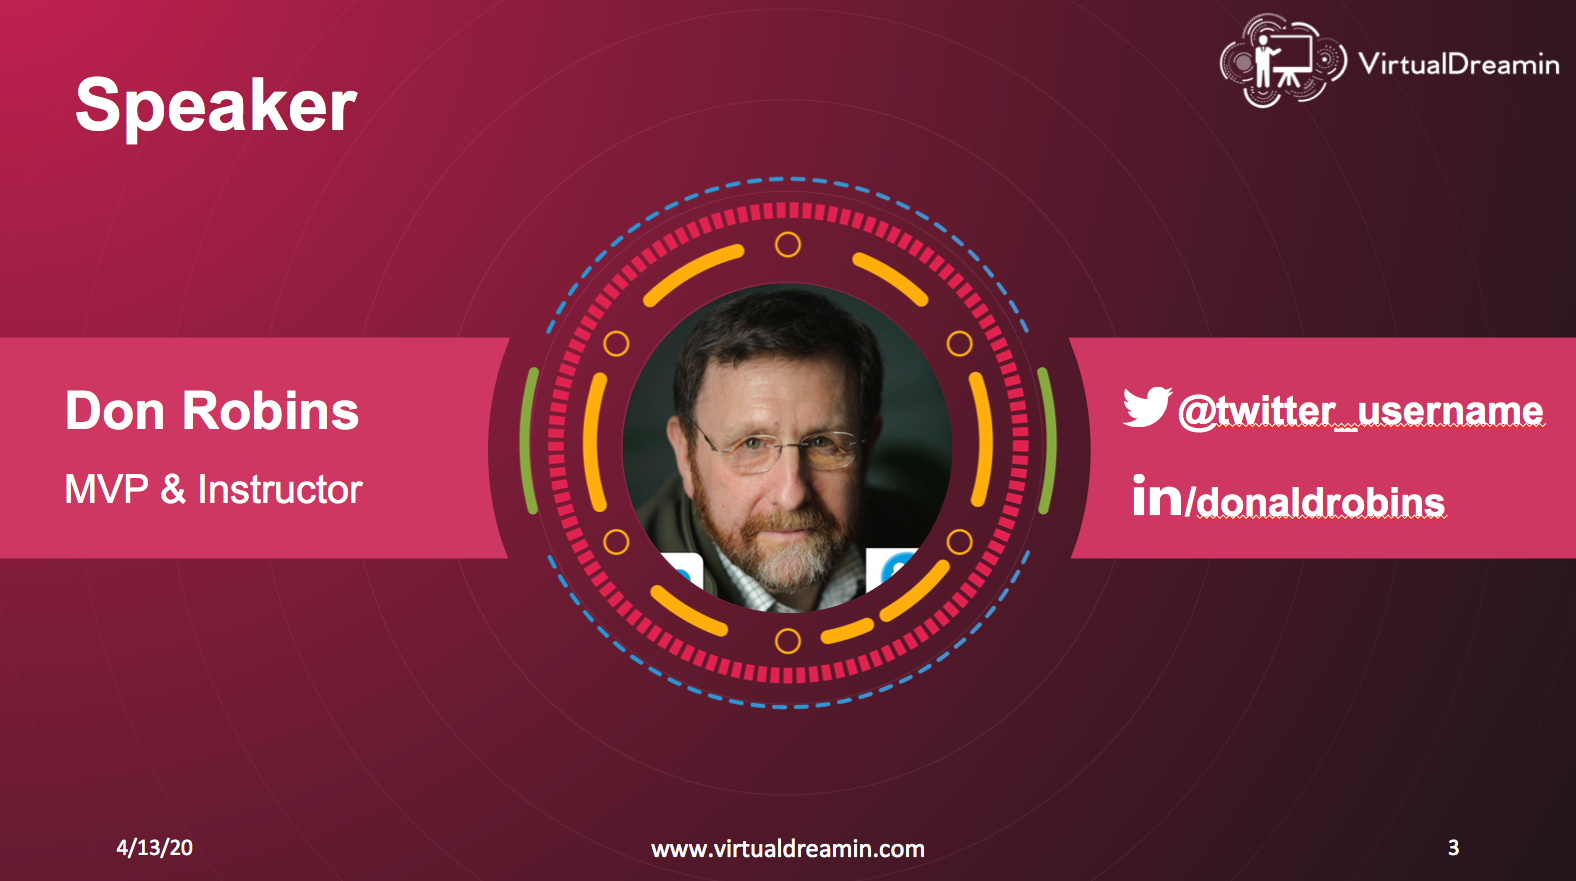 VirtualDreamin
Speaker
Don Robins
MVP & Instructor
@twitter_username
in/donaldrobins
4/13/20
www.virtualdreamin.com
3